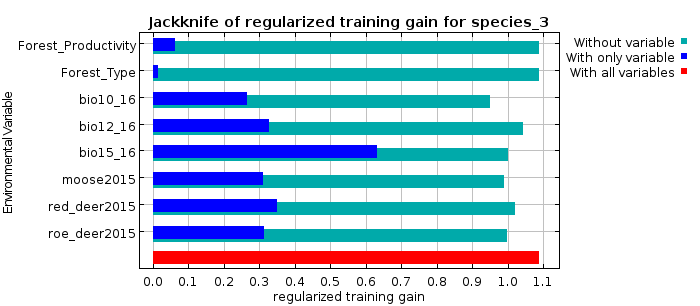 Jackknife of regularized training gain for species_3
Without variable
With only variable
With all variables
Environmental Variable
Forest_Productivity
Forest_Type
bio10_16
bio12_16
bio15_16
moose2015
red_deer2015
roe_deer2015
0.0 0.1 0.2 0.3 0.4 0.5 0.6 0.7 0.8 0.9 1.0 1.1
regularized training gain